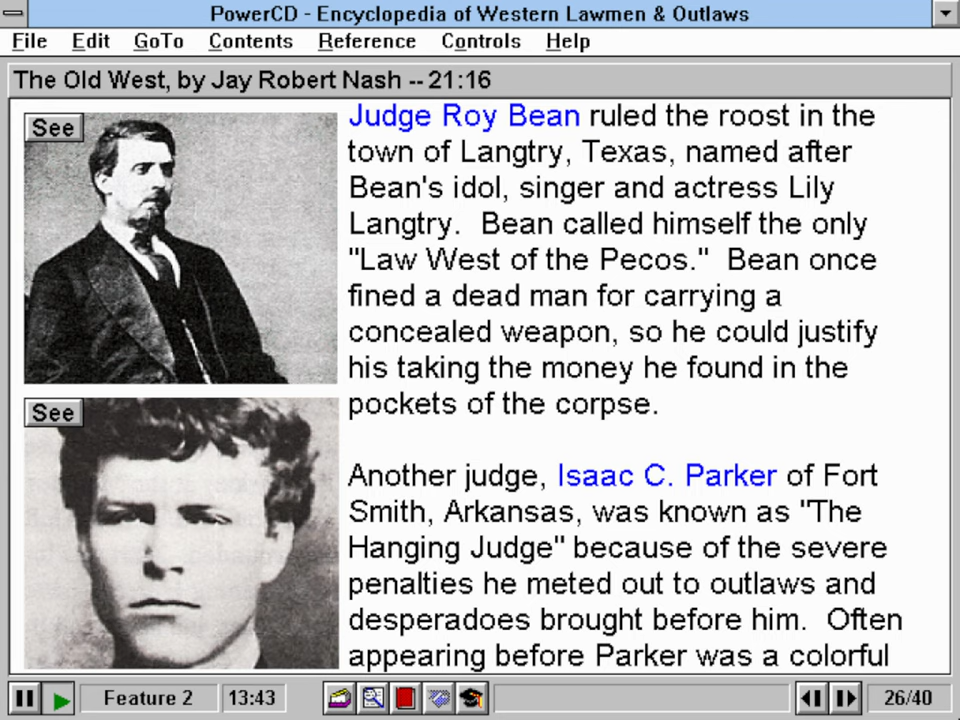 PowerCD - Encyclopedia of Western Lawmen & Outlaws
File Edit GoTo Contents Reference Controls Help
The Old West, by Jay Robert Nash -- 21:16
See
Judge Roy Bean ruled the roost in the
town of Langtry, Texas, named after
Bean's idol, singer and actress Lily
Langtry. Bean called himself the only
"Law West of the Pecos." Bean once
fined a dead man for carrying a
concealed weapon, so he could justify
his taking the money he found in the
pockets of the corpse.
See
Another judge, Isaac C. Parker of Fort
Smith, Arkansas, was known as "The
Hanging Judge" because of the severe
penalties he meted out to outlaws and
desperadoes brought before him. Often
appearing before Parker was a colorful
Feature 2 13:43 26/40